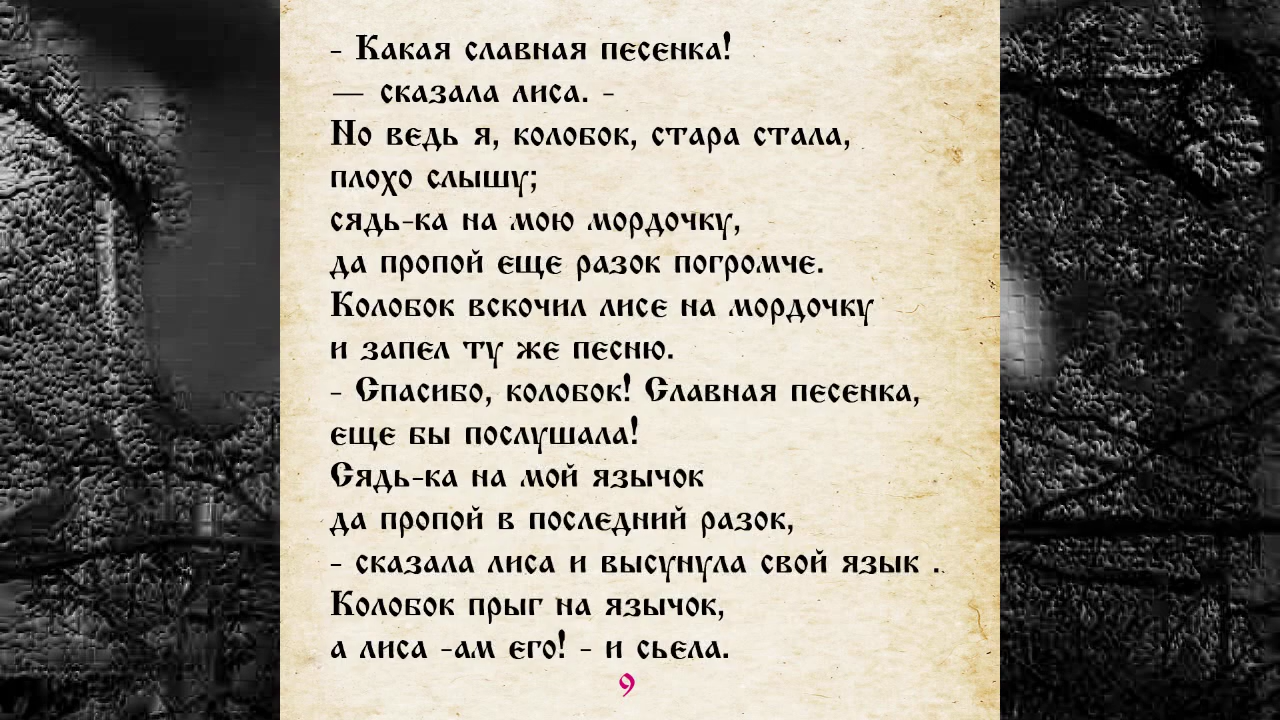 - Какая славная песенка!
— сказала лиса. -
Но ведь я, колобок, стара стала,
плохо слышу;
сядь-ка на мою мордочку,
да пропой еще разок погромче.
Колобок вскочил лисе на мордочку
и запел ту же песню.
- Спасибо, колобок! Славная песенка,
еще бы послушала!
Сядь-ка на мой язычок
да пропой в последний разок,
- сказала лиса и высунула свой язык .
Колобок прыг на язычок,
а лиса -ам его! - и сьела.
9